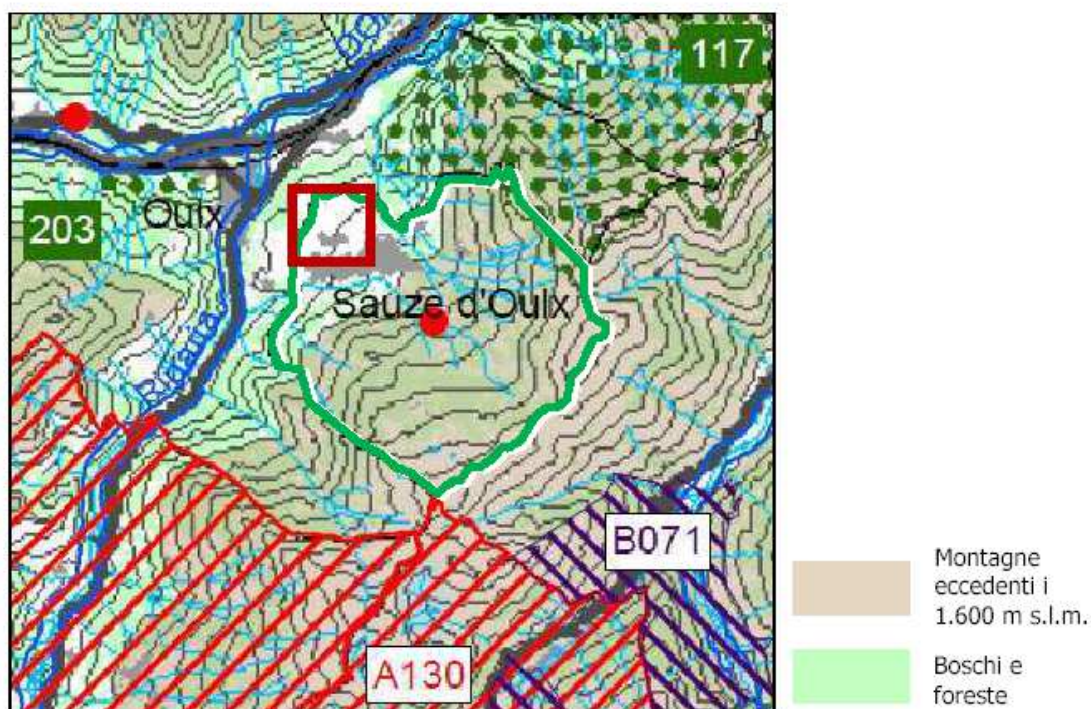 117
203
Oulx
Sauze d'Oulx
B071
A130
Montagne
eccedenti i
1.600 m s.l.m.
Boschi e
foreste